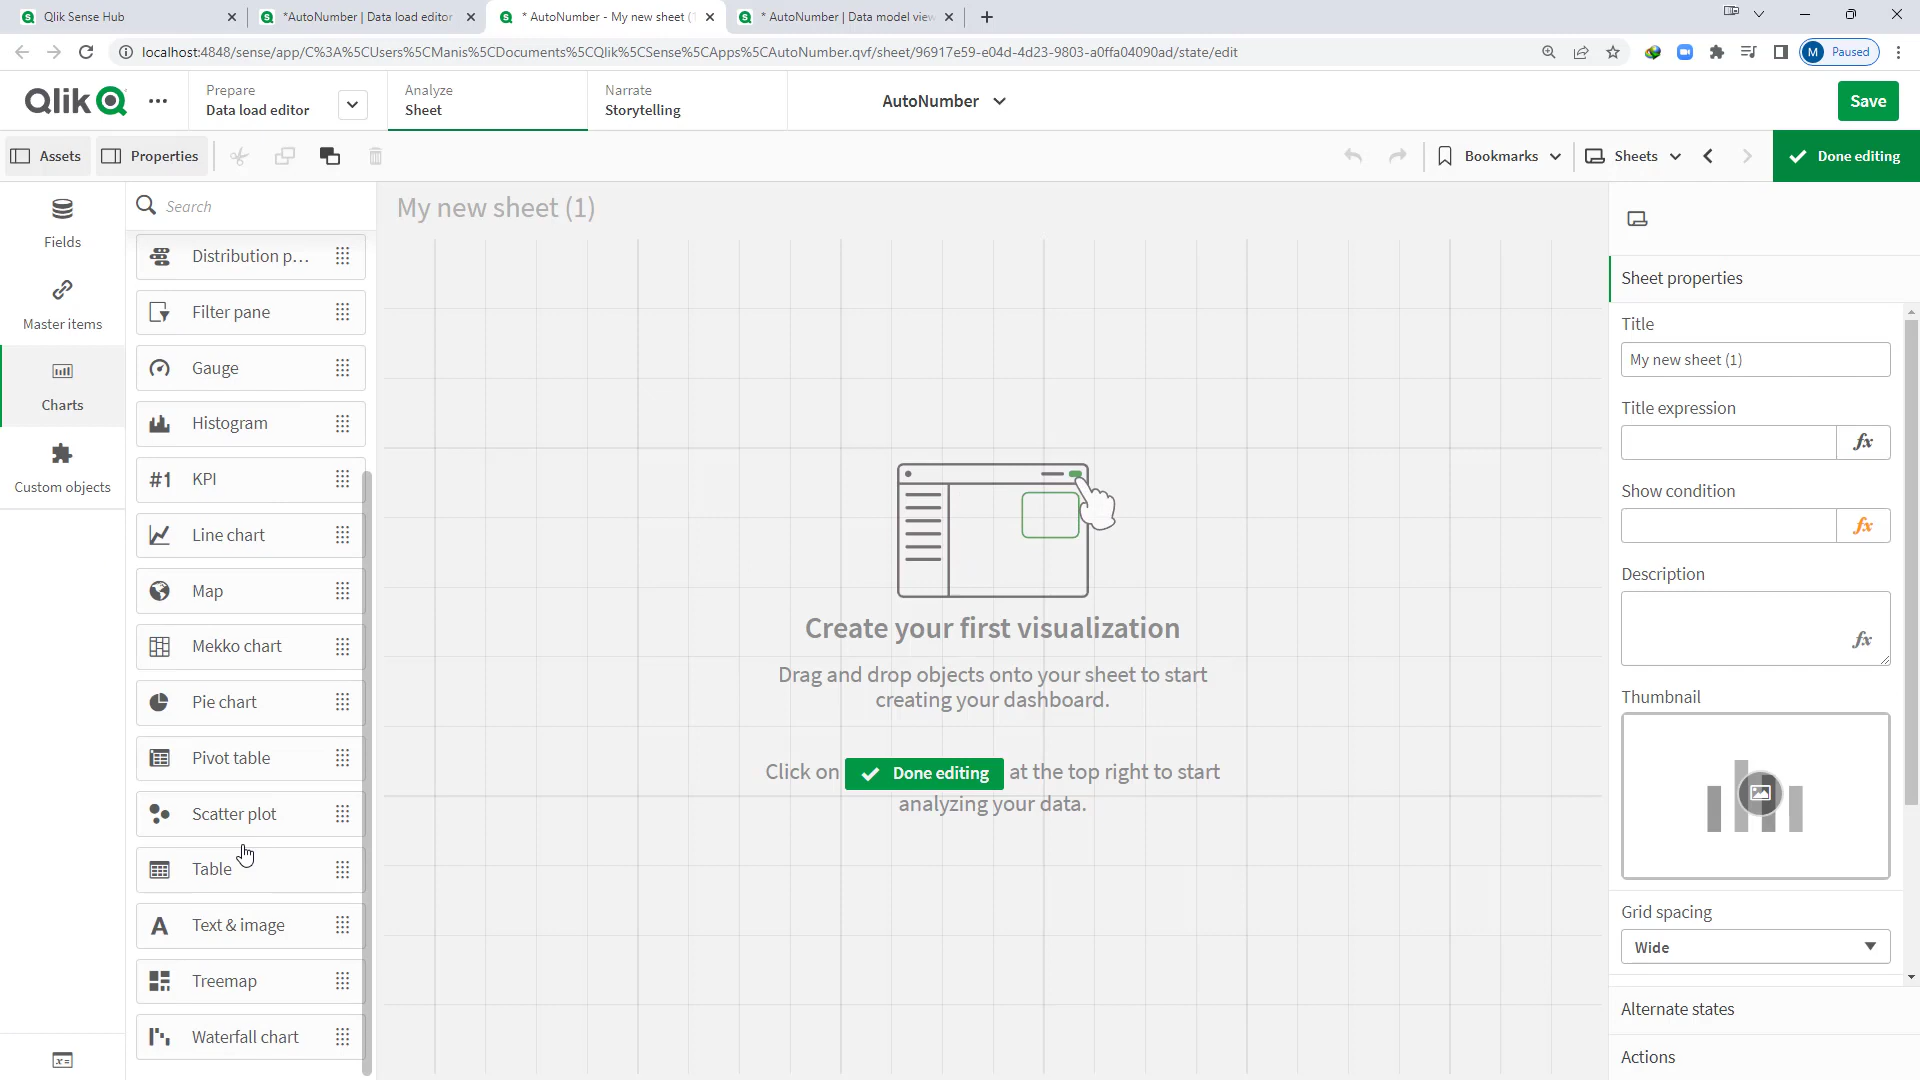 Qlik Sense Hub
*AutoNumber | Data load editor
* AutoNumber - My new sheet (1
* AutoNumber | Data model view
localhost:4848/sense/app/C%3A%5CUsers%5CManis%5CDocuments%5CQlik%5CSense%5CApps%5CAutoNumber.qvf/sheet/96917e59-e04d-4d23-9803-a0ffa04090ad/state/edit
M Paused
Qlik
Prepare
Data load editor
Analyze
Sheet
Narrate
Storytelling
AutoNumber
Save
Assets
Properties
Bookmarks
Sheets
Done editing
Fields
Master items
Charts
Custom objects
Search
Distribution p...
Filter pane
Gauge
Histogram
#1 KPI
Line chart
Map
Mekko chart
Pie chart
Pivot table
Scatter plot
Table
A Text & image
Treemap
Waterfall chart
My new sheet (1)
Create your first visualization
Drag and drop objects onto your sheet to start
creating your dashboard.
Click on Done editing at the top right to start
analyzing your data.
Sheet properties
Title
My new sheet (1)
Title expression
fx
Show condition
fx
Description
fx
Thumbnail
Grid spacing
Wide
Alternate states
Actions